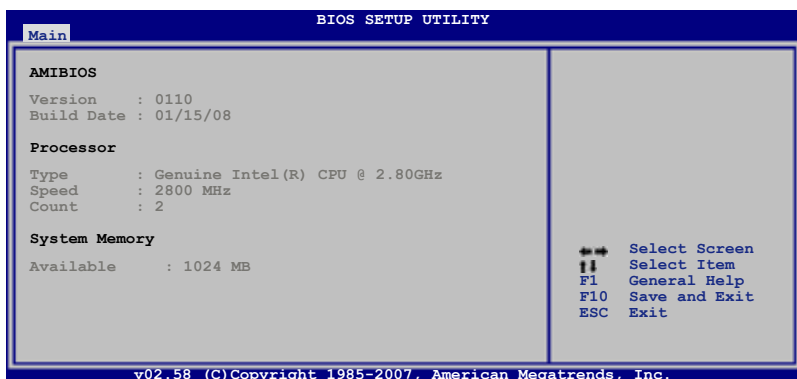 BIOS SETUP UTILITY
Main
AMIBIOS
Version : 0110
Build Date : 01/15/08
Processor
Type : Genuine Intel(R) CPU @ 2.80GHz
Speed : 2800 MHz
Count : 2
System Memory
Available : 1024 MB
←→ Select Screen
↑↓ Select Item
F1 General Help
F10 Save and Exit
ESC Exit
v02.58 (C)Copyright 1985-2007, American Megatrends, Inc.